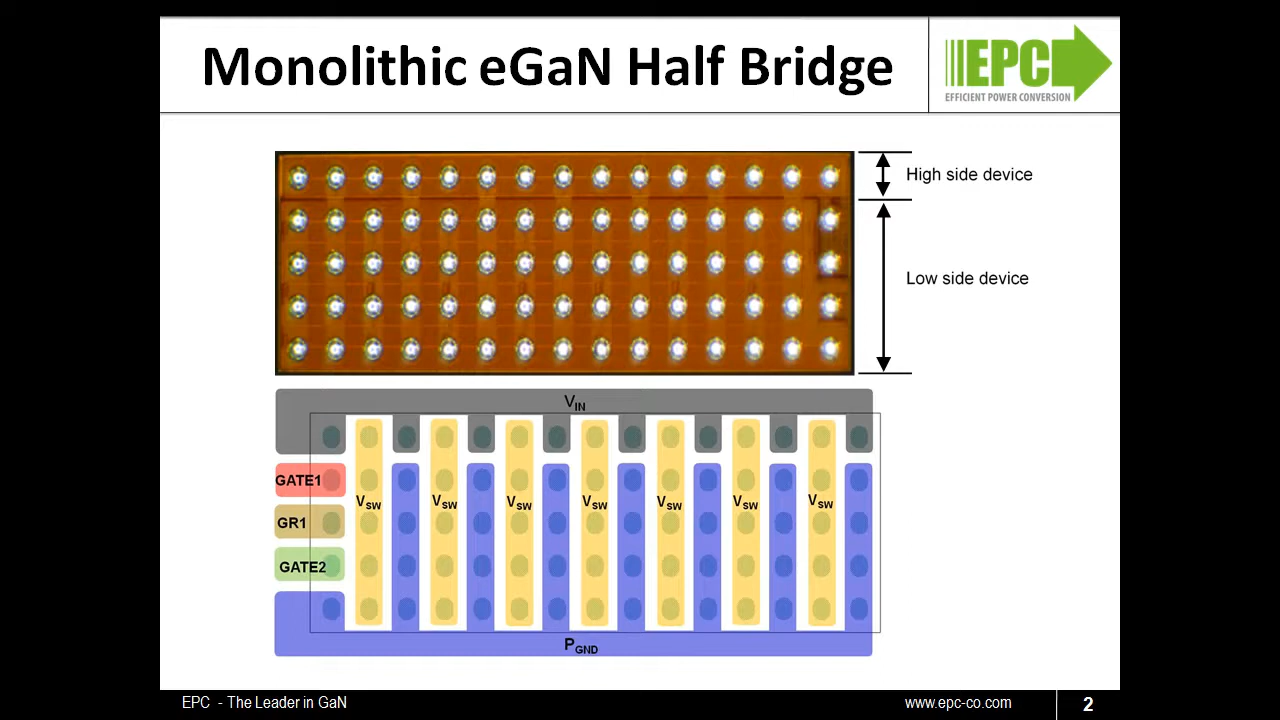 Monolithic eGaN Half Bridge
EPC
EFFICIENT POWER CONVERSION
High side device
Low side device
VIN
GATE1
GR1
GATE2
VSW VSW VSW VSW VSW VSW VSW
PGND
EPC - The Leader in GaN
www.epc-co.com
2